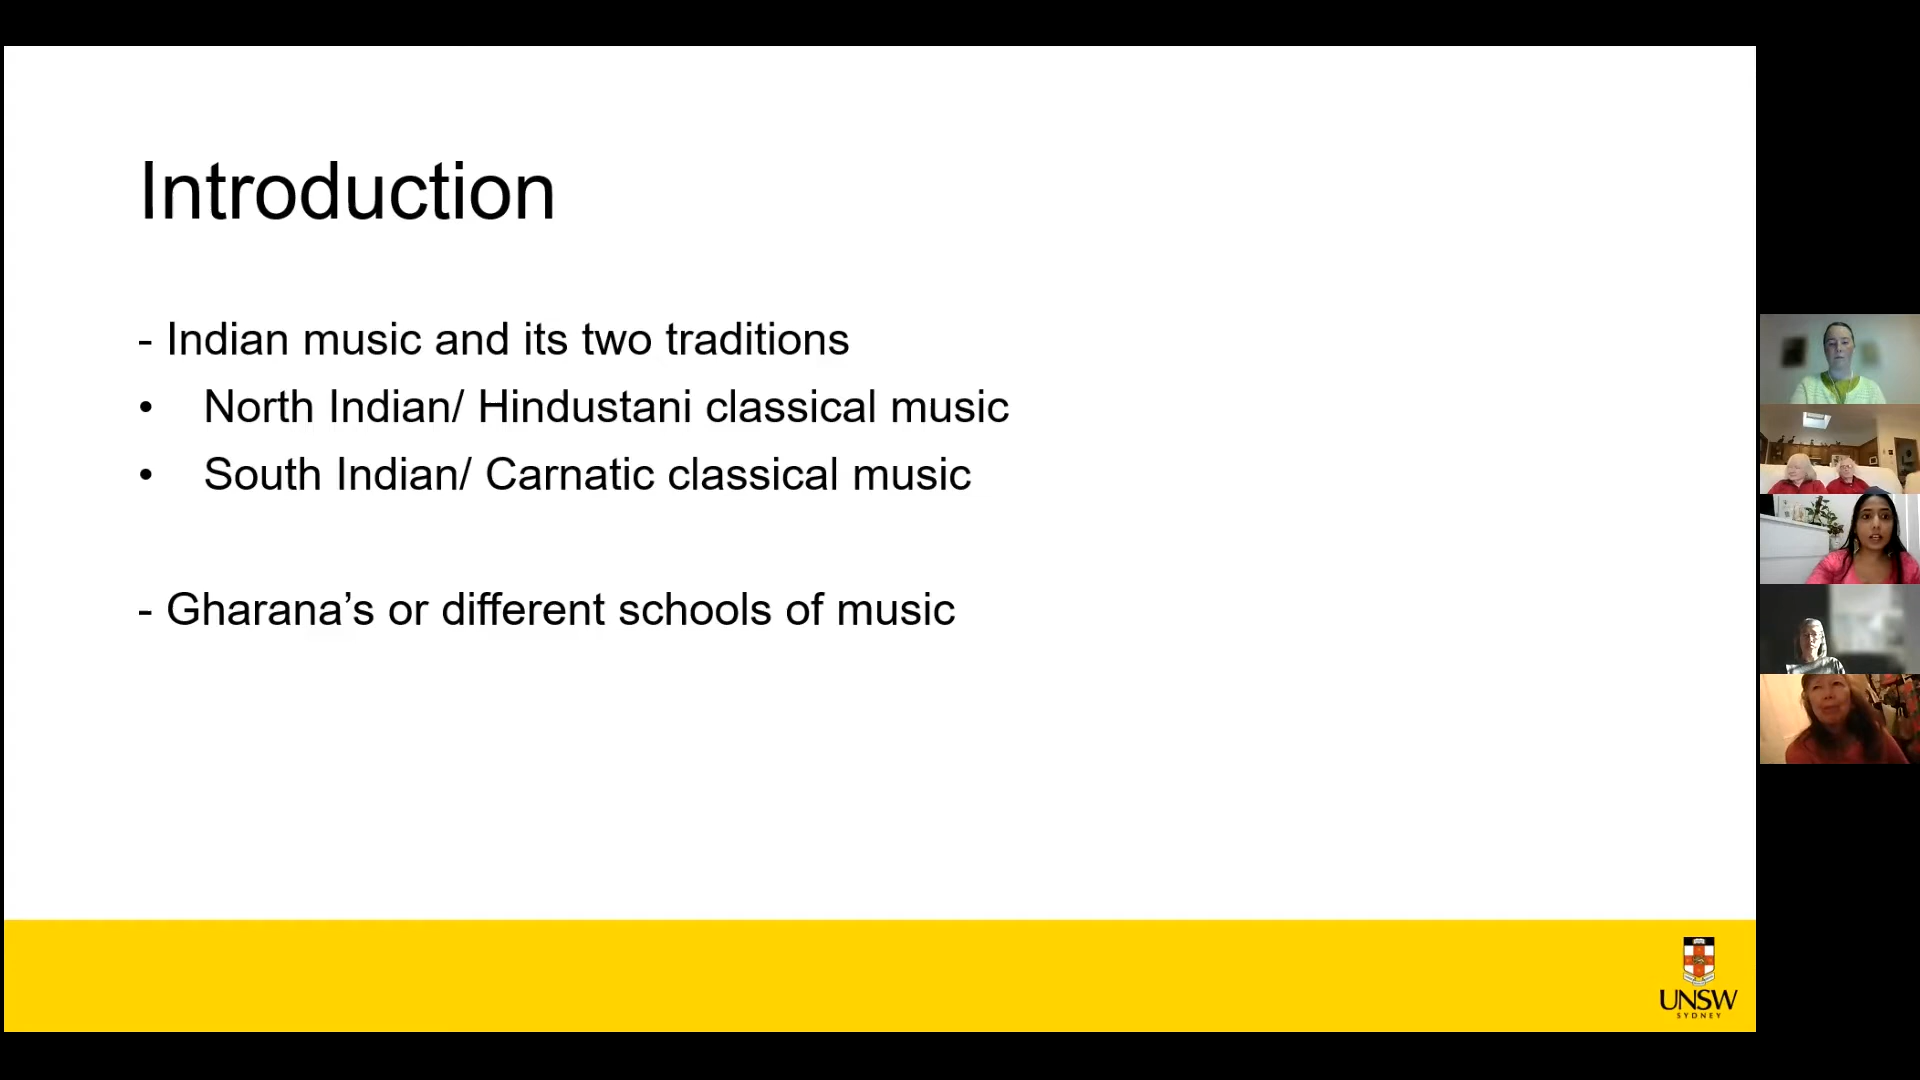 Introduction
- Indian music and its two traditions
• North Indian/ Hindustani classical music
• South Indian/ Carnatic classical music
- Gharana’s or different schools of music
UNSW
SYDNEY